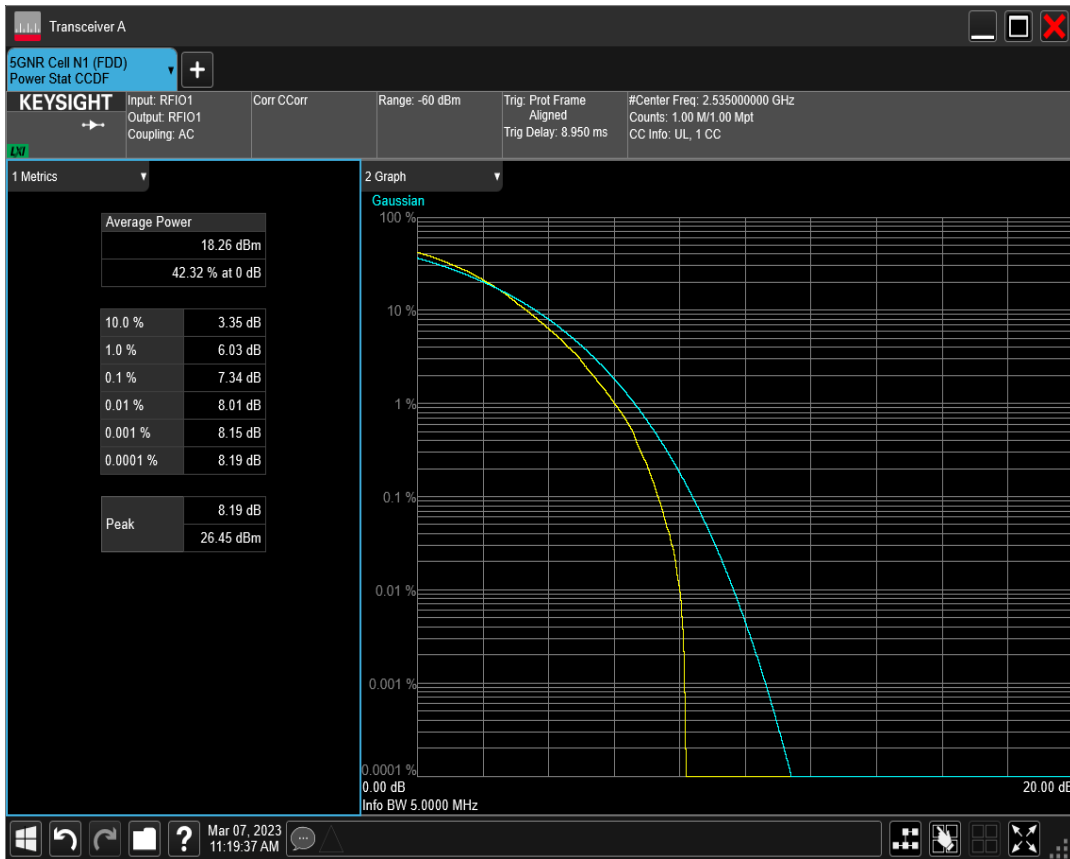 Transceiver A
5GNR Cell N1 (FDD)
Power Stat CCDF
+
KEYSIGHT
LXI
Input: RFIO1
Output: RFIO1
Coupling: AC
Corr CCorr
Range: -60 dBm
Trig: Prot Frame
Aligned
Trig Delay: 8.950 ms
#Center Freq: 2.535000000 GHz
Counts: 1.00 M/1.00 Mpt
CC Info: UL, 1 CC
1 Metrics
Average Power
18.26 dBm
42.32 % at 0 dB
10.0 % 3.35 dB
1.0 % 6.03 dB
0.1 % 7.34 dB
0.01 % 8.01 dB
0.001 % 8.15 dB
0.0001 % 8.19 dB
Peak
8.19 dB
26.45 dBm
2 Graph
Gaussian
100 %
10 %
1 %
0.1 %
0.01 %
0.001 %
0.0001 %
0.00 dB
20.00 dB
Info BW 5.0000 MHz
?
Mar 07, 2023
11:19:37 AM